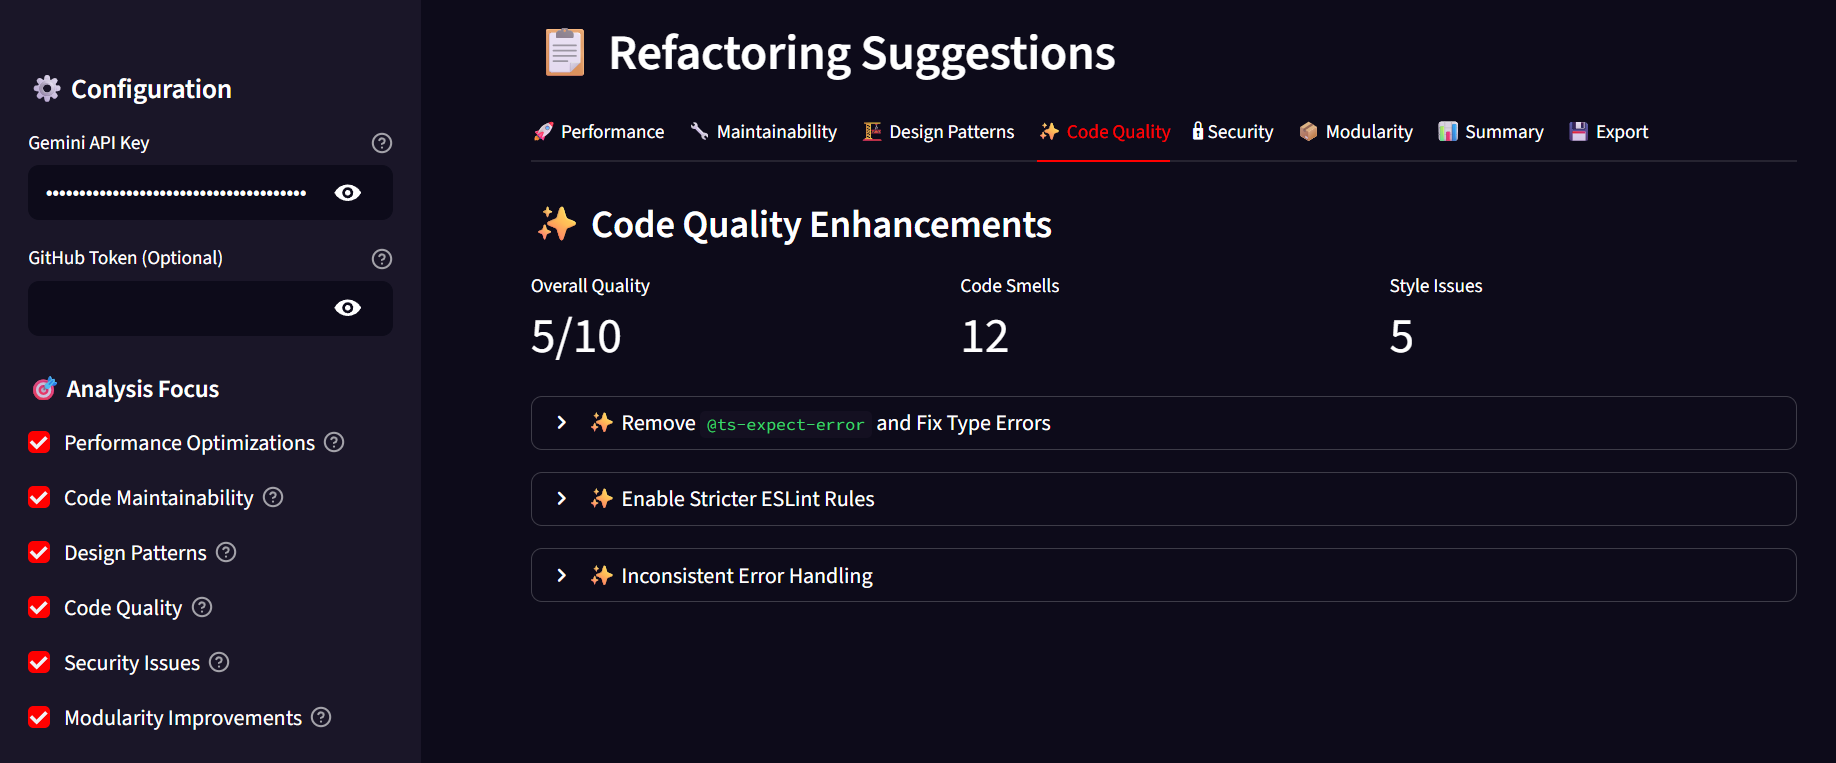 Configuration
Gemini API Key
••••••••••••••••••••••••••••••••••••••••
GitHub Token (Optional)
Analysis Focus
Performance Optimizations
Code Maintainability
Design Patterns
Code Quality
Security Issues
Modularity Improvements
Refactoring Suggestions
Performance Maintainability Design Patterns Code Quality Security Modularity Summary Export
Code Quality Enhancements
Overall Quality Code Smells Style Issues
5/10 12 5
Remove @ts-expect-error and Fix Type Errors
Enable Stricter ESLint Rules
Inconsistent Error Handling